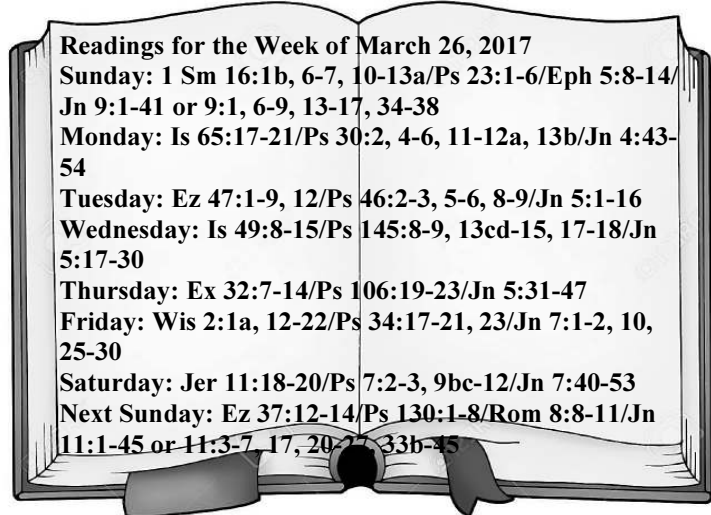 Readings for the Week of March 26, 2017
Sunday: 1 Sm 16:1b, 6-7, 10-13a/Ps 23:1-6/Eph 5:8-14/
Jn 9:1-41 or 9:1, 6-9, 13-17, 34-38
Monday: Is 65:17-21/Ps 30:2, 4-6, 11-12a, 13b/Jn 4:43-
54
Tuesday: Ez 47:1-9, 12/Ps 46:2-3, 5-6, 8-9/Jn 5:1-16
Wednesday: Is 49:8-15/Ps 145:8-9, 13cd-15, 17-18/Jn
5:17-30
Thursday: Ex 32:7-14/Ps 106:19-23/Jn 5:31-47
Friday: Wis 2:1a, 12-22/Ps 34:17-21, 23/Jn 7:1-2, 10,
25-30
Saturday: Jer 11:18-20/Ps 7:2-3, 9bc-12/Jn 7:40-53
Next Sunday: Ez 37:12-14/Ps 130:1-8/Rom 8:8-11/Jn
11:1-45 or 11:3-7, 17, 20-27, 33b-45